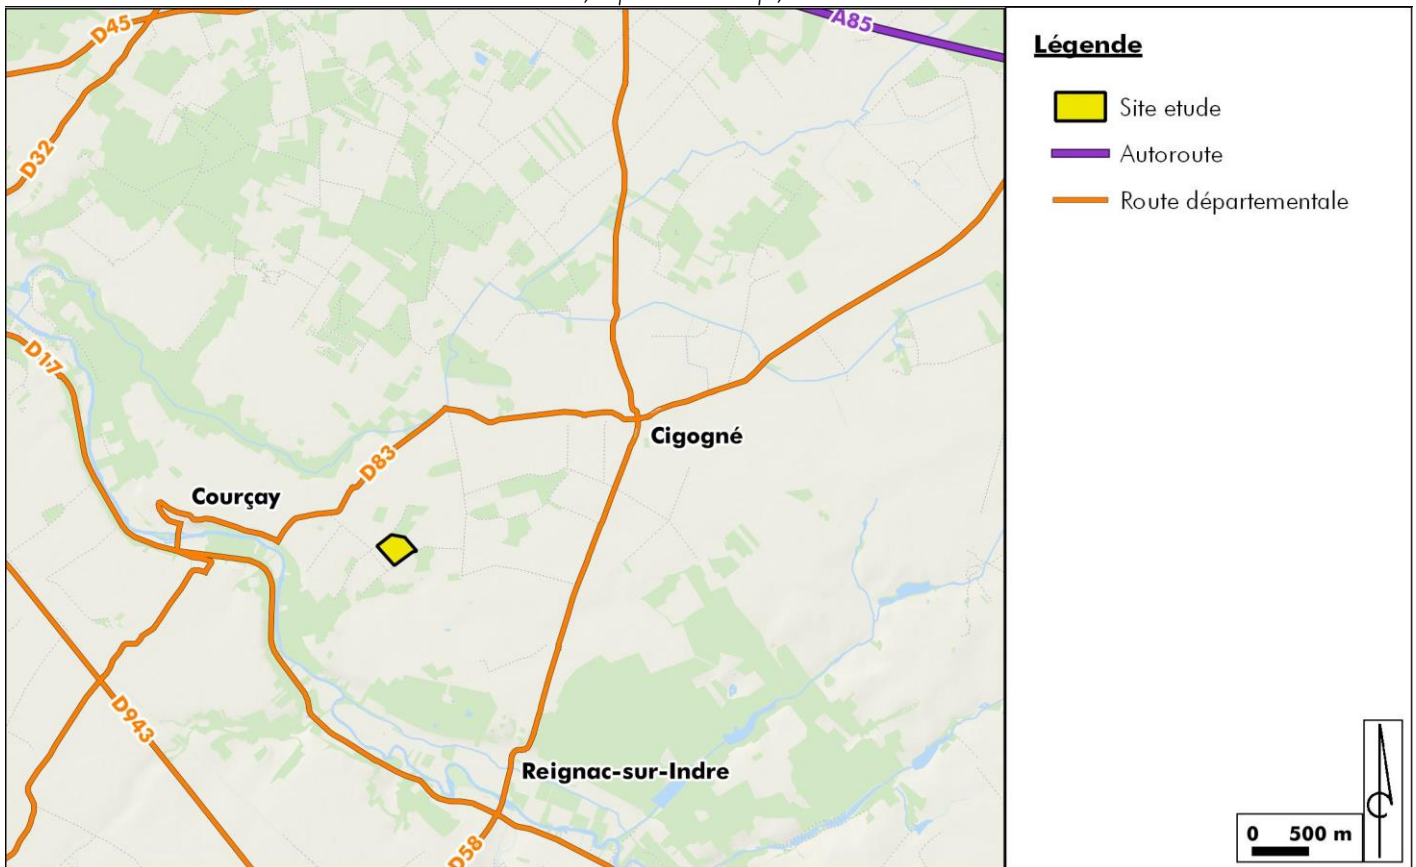 D45
A85
D32
D17
D83
Cigogné
Courçay
D943
Reignac-sur-Indre
D58
Légende
Site etude
Autoroute
Route départementale
0 500 m